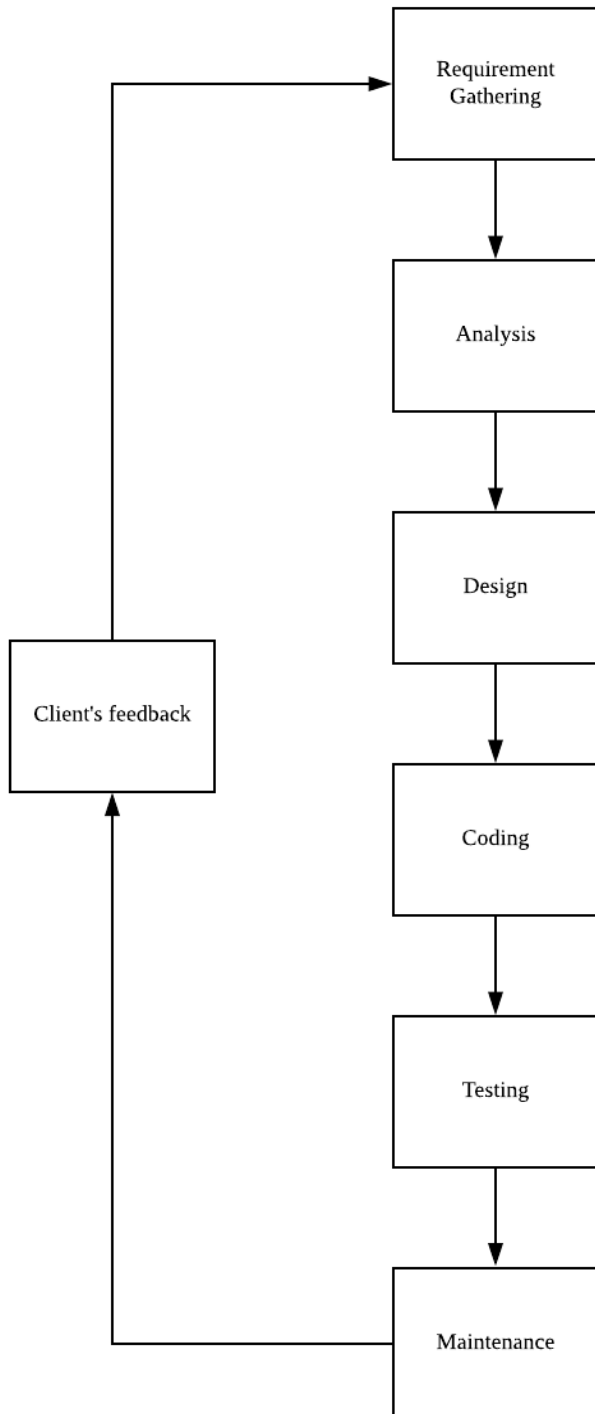 Requirement
Gathering
Analysis
Design
Client's feedback
Coding
Testing
Maintenance